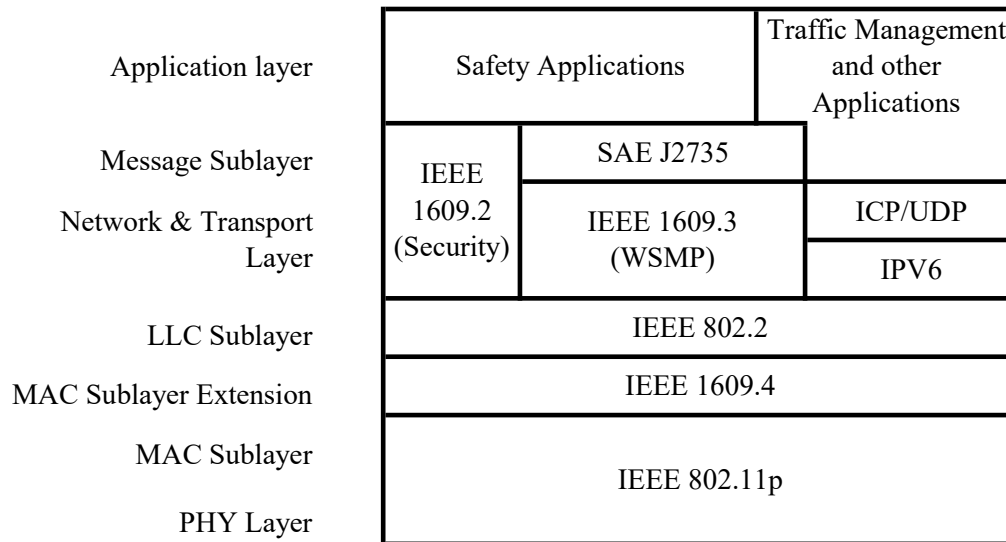 Application layer
Safety Applications
Traffic Management
and other
Applications
Message Sublayer
IEEE
1609.2
(Security)
SAE J2735
Network & Transport
Layer
IEEE 1609.3
(WSMP)
ICP/UDP
IPV6
LLC Sublayer
IEEE 802.2
MAC Sublayer Extension
IEEE 1609.4
MAC Sublayer
IEEE 802.11p
PHY Layer